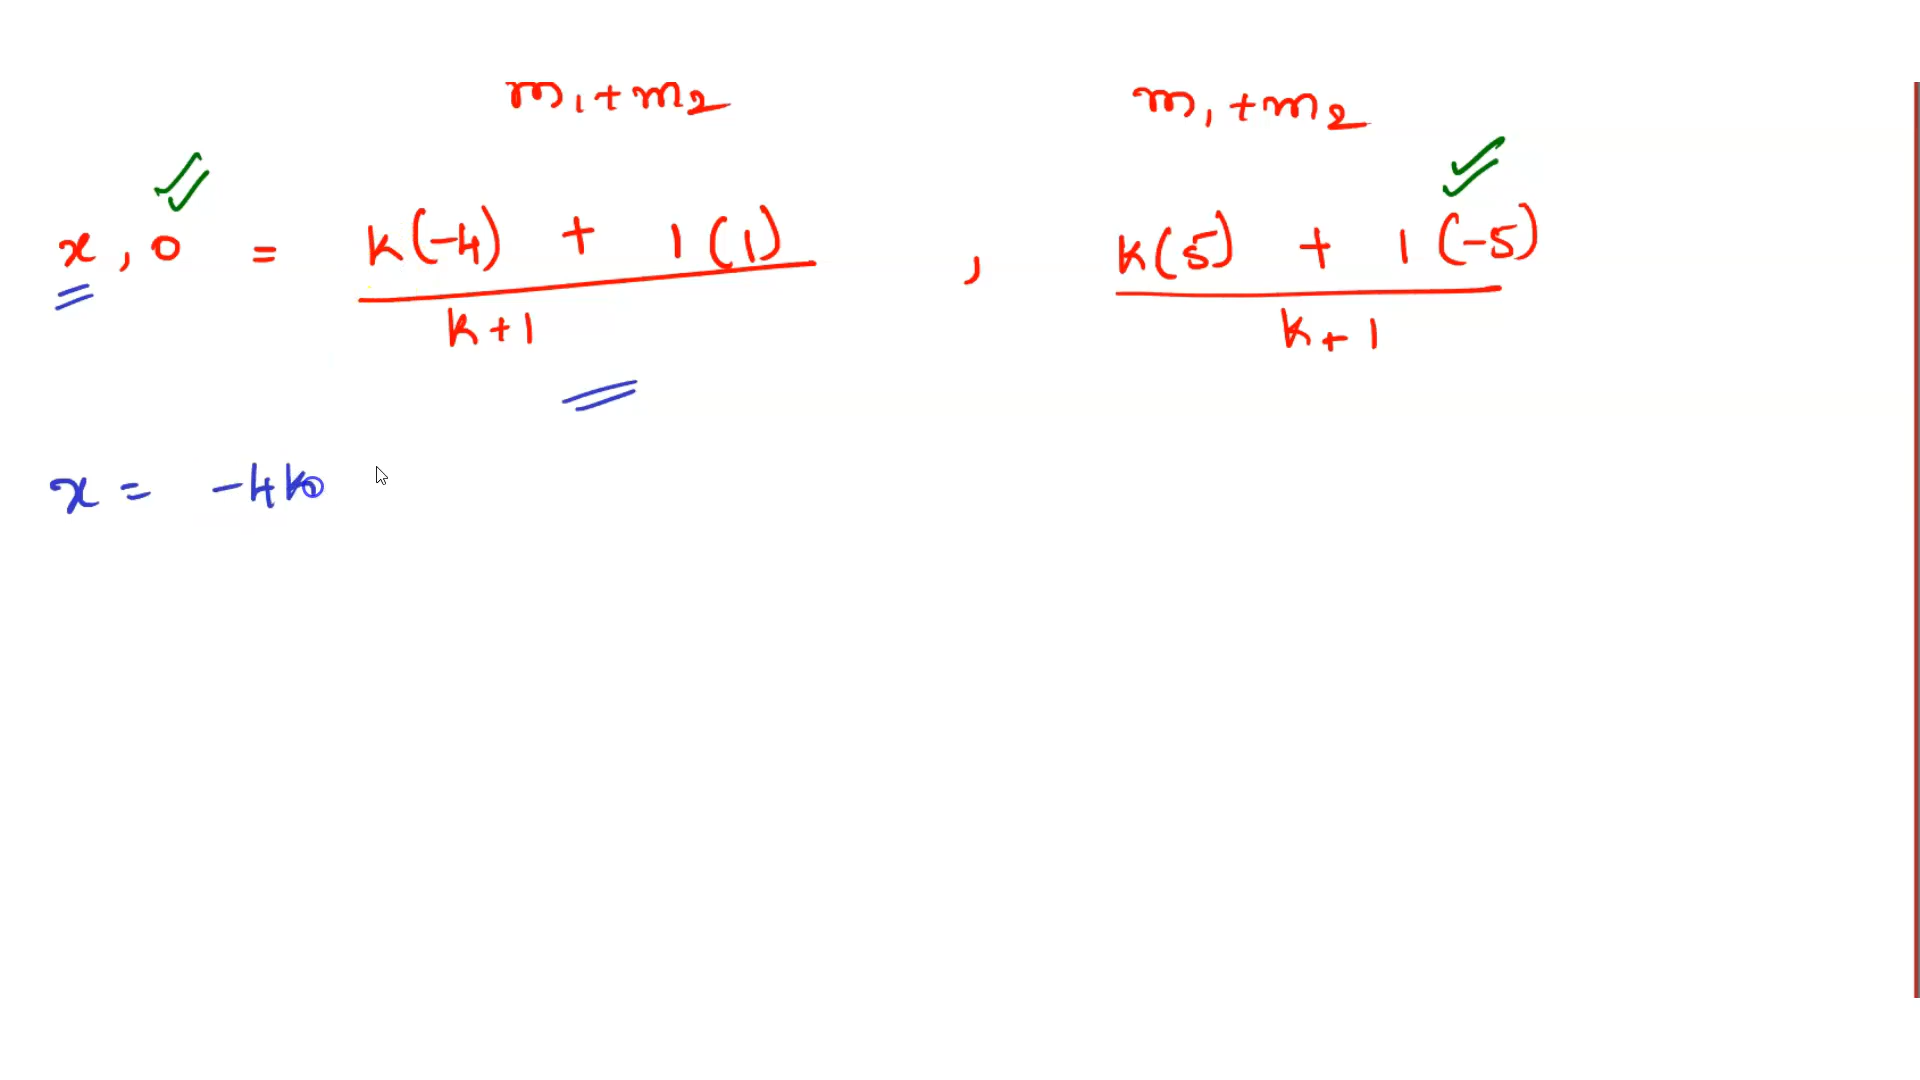 m₁+m₂ m₁+m₂
x, 0 = k(-4) + 1(1) , k(5) + 1(-5)
k+1 k+1
x = -4k